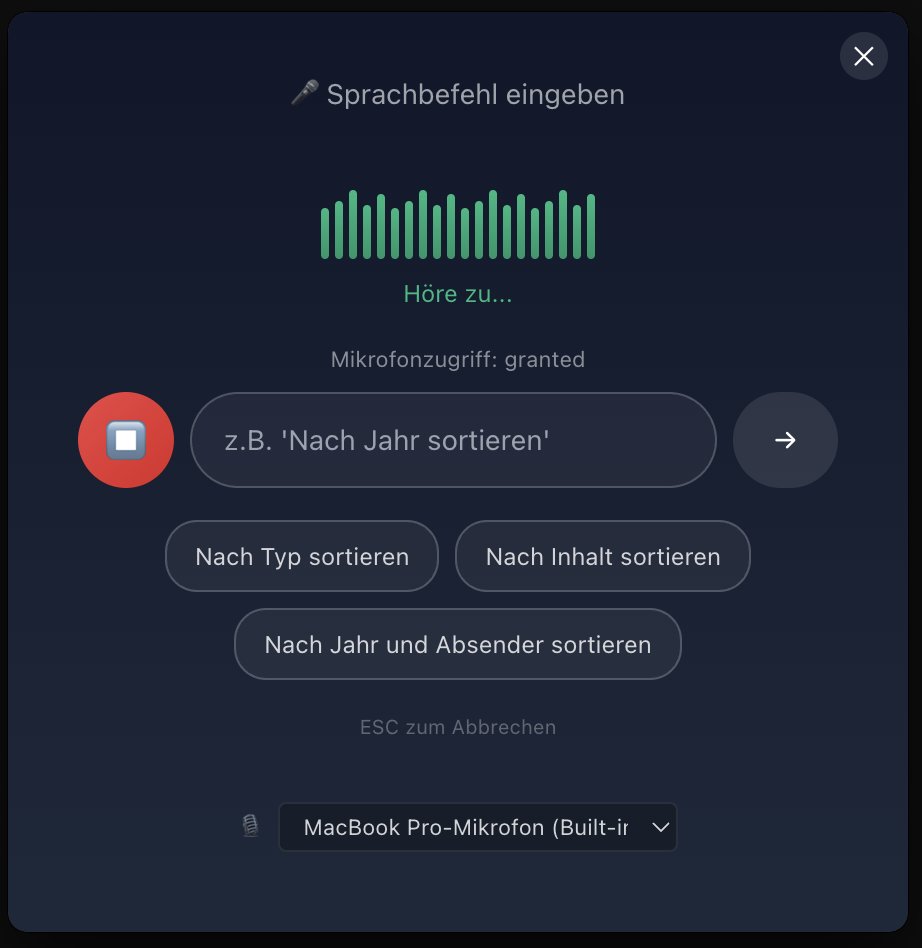 Sprachbefehl eingeben
Höre zu...
Mikrofonzugriff: granted
z.B. 'Nach Jahr sortieren'
Nach Typ sortieren
Nach Inhalt sortieren
Nach Jahr und Absender sortieren
ESC zum Abbrechen
MacBook Pro-Mikrofon (Built-in